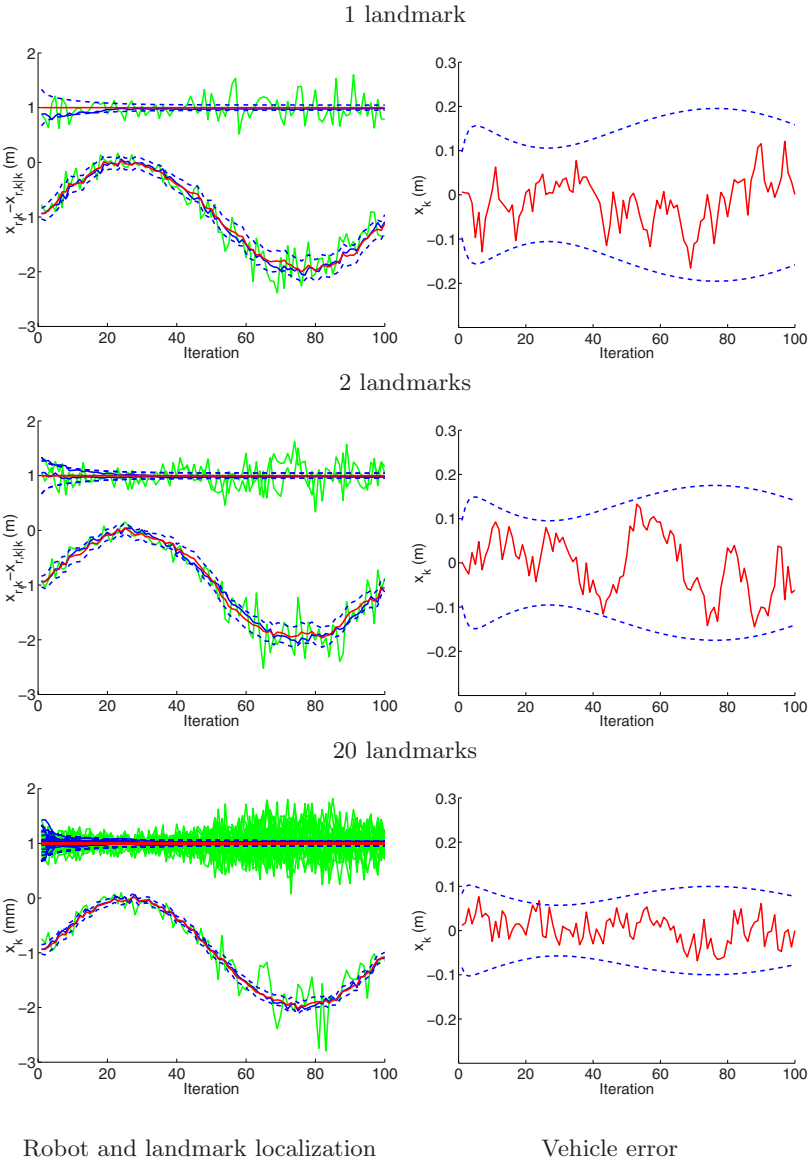 1 landmark
2
1
0
−1
−2
−3
x_{r,k}−x_{r,k|k} (m)
0 20 40 60 80 100
Iteration
0.3
0.2
0.1
0
−0.1
−0.2
x_k (m)
0 20 40 60 80 100
Iteration
2 landmarks
2
1
0
−1
−2
−3
x_{r,k}−x_{r,k|k} (m)
0 20 40 60 80 100
Iteration
0.3
0.2
0.1
0
−0.1
−0.2
x_k (m)
0 20 40 60 80 100
Iteration
20 landmarks
2
1
0
−1
−2
−3
x_k (mm)
0 20 40 60 80 100
Iteration
0.3
0.2
0.1
0
−0.1
−0.2
x_k (m)
0 20 40 60 80 100
Iteration
Robot and landmark localization
Vehicle error